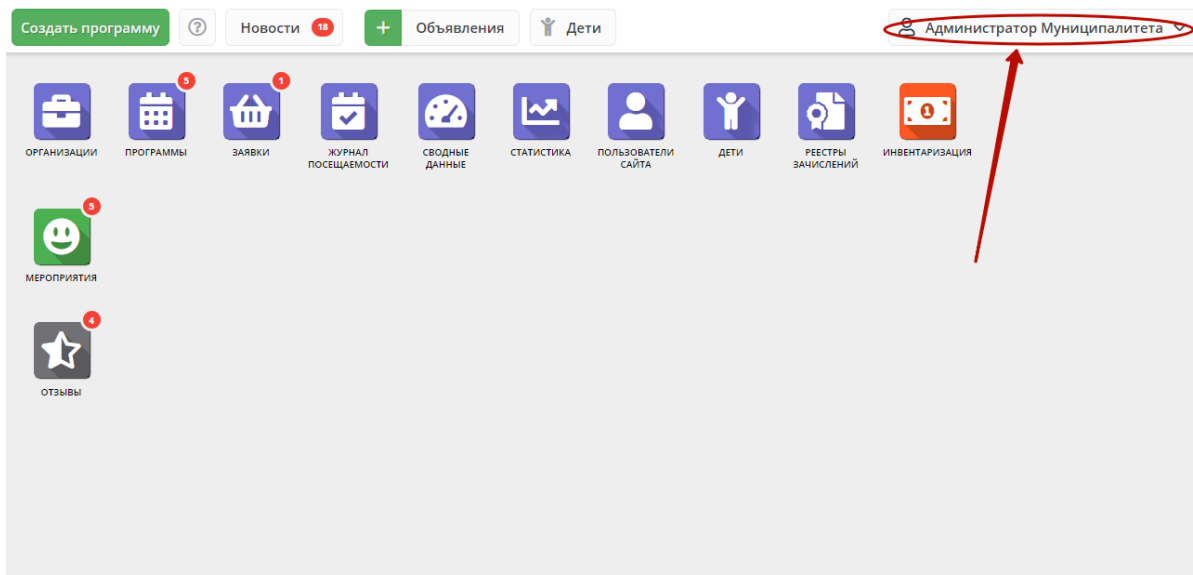 Создать программу
?
Новости 18
+ Объявления
Дети
Администратор Муниципалитета
5
1
1
ОРГАНИЗАЦИИ
ПРОГРАММЫ
ЗАЯВКИ
ЖУРНАЛ
ПОСЕЩАЕМОСТИ
СВОДНЫЕ
ДАННЫЕ
СТАТИСТИКА
ПОЛЬЗОВАТЕЛИ
САЙТА
ДЕТИ
РЕЕСТРЫ
ЗАЧИСЛЕНИЙ
ИНВЕНТАРИЗАЦИЯ
5
МЕРОПРИЯТИЯ
4
ОТЗЫВЫ